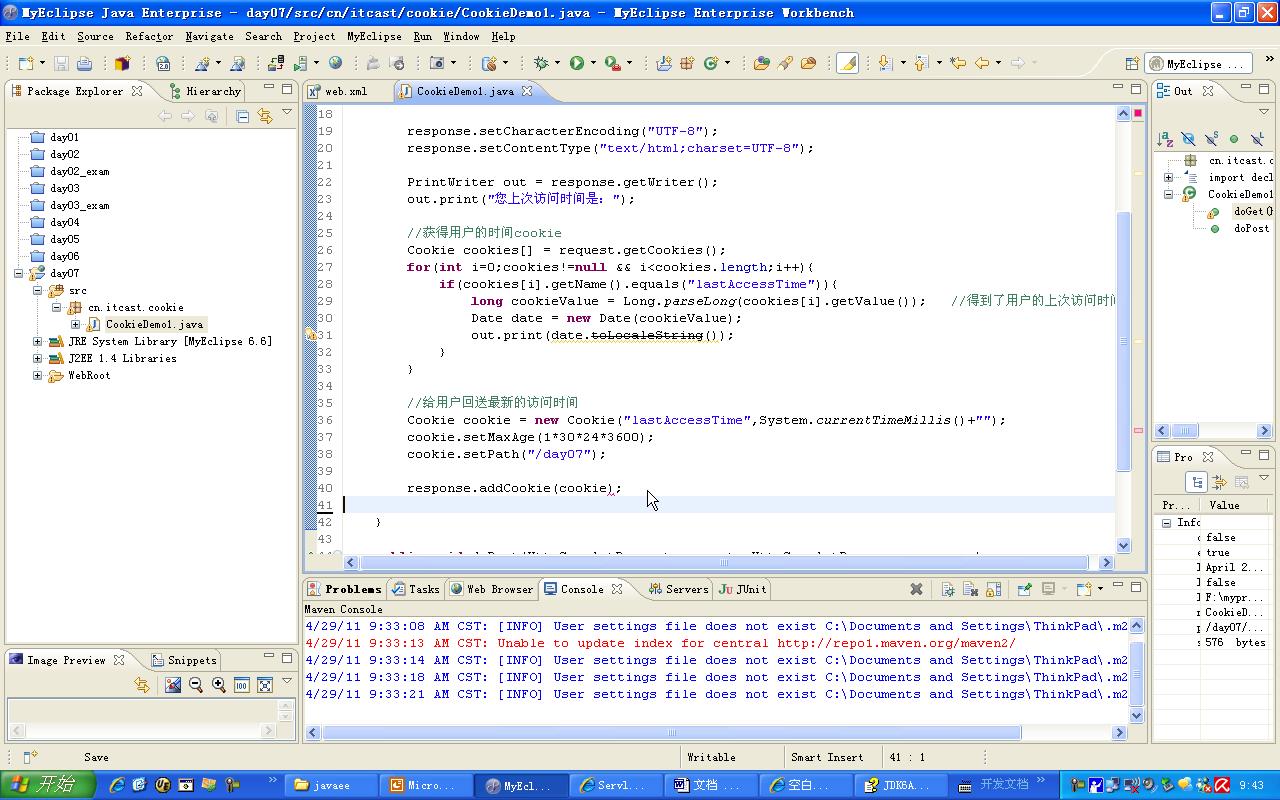 MyEclipse Java Enterprise - day07/src/cn/itcast/cookie/CookieDemo1.java - MyEclipse Enterprise Workbench
File Edit Source Refactor Navigate Search Project MyEclipse Run Window Help
MyEclipse ...
Package Explorer Hierarchy
day01
day02
day02_exam
day03
day03_exam
day04
day05
day06
day07
src
cn.itcast.cookie
CookieDemo1.java
JRE System Library [MyEclipse 6.6]
J2EE 1.4 Libraries
WebRoot
web.xml CookieDemo1.java
18
19 response.setCharacterEncoding("UTF-8");
20 response.setContentType("text/html;charset=UTF-8");
21
22 PrintWriter out = response.getWriter();
23 out.print("您上次访问时间是：");
24
25 //获得用户的时间cookie
26 Cookie cookies[] = request.getCookies();
27 for(int i=0;cookies!=null && i<cookies.length;i++){
28 if(cookies[i].getName().equals("lastAccessTime")){
29 long cookieValue = Long.parseLong(cookies[i].getValue()); //得到了用户的上次访问时间
30 Date date = new Date(cookieValue);
31 out.print(date.toLocaleString());
32 }
33 }
34
35 //给用户回送最新的访问时间
36 Cookie cookie = new Cookie("lastAccessTime",System.currentTimeMillis()+"");
37 cookie.setMaxAge(1*30*24*3600);
38 cookie.setPath("/day07");
39
40 response.addCookie(cookie);
41
42 }
43
Out
cn.itcast.c
import decl
CookieDemo1
doGet()
doPost
Pro
Pr... Value
Info
false
true
April 2...
false
F:\mypr...
CookieD...
/day07/...
576 bytes
Image Preview Snippets
Problems Tasks Web Browser Console Servers JUnit
Maven Console
4/29/11 9:33:08 AM CST: [INFO] User settings file does not exist C:\Documents and Settings\ThinkPad\.m2
4/29/11 9:33:13 AM CST: Unable to update index for central http://repo1.maven.org/maven2/
4/29/11 9:33:14 AM CST: [INFO] User settings file does not exist C:\Documents and Settings\ThinkPad\.m2
4/29/11 9:33:18 AM CST: [INFO] User settings file does not exist C:\Documents and Settings\ThinkPad\.m2
4/29/11 9:33:21 AM CST: [INFO] User settings file does not exist C:\Documents and Settings\ThinkPad\.m2
Save Writable Smart Insert 41 : 1
开始 javaee Micro... MyEcl... Servl... 文档 ... 空白... JDK6A... 开发文档 9:43